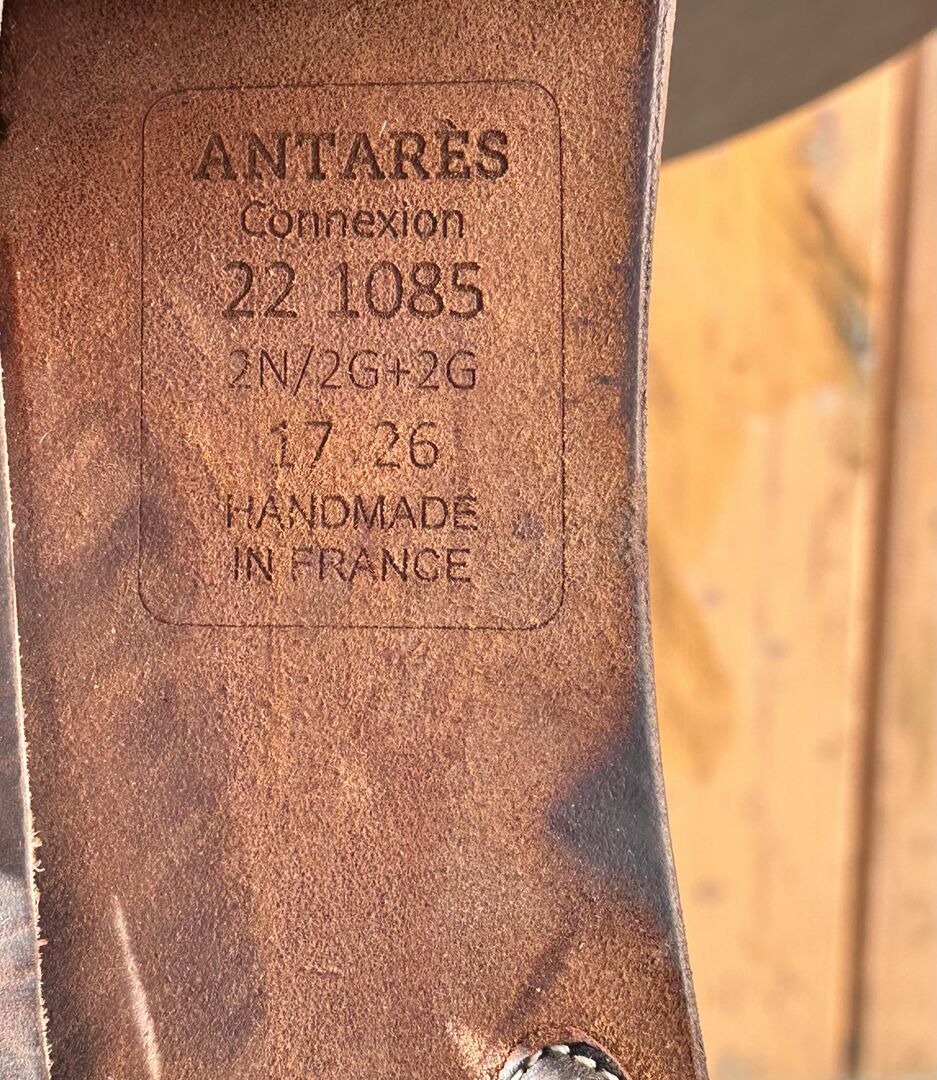 ANTARÈS
Connexion
22 1085
2N/2G+2G
17 . 26
HANDMADE
IN FRANCE